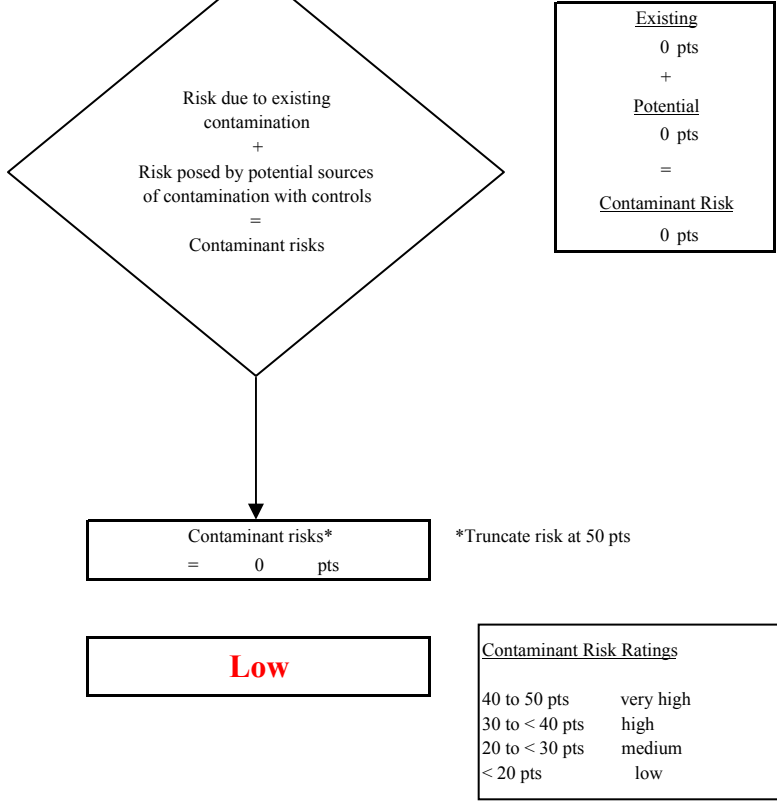 Risk due to existing
contamination
+
Risk posed by potential sources
of contamination with controls
=
Contaminant risks
Existing
0 pts
+
Potential
0 pts
=
Contaminant Risk
0 pts
Contaminant risks*
= 0 pts
*Truncate risk at 50 pts
Low
Contaminant Risk Ratings
40 to 50 pts very high
30 to < 40 pts high
20 to < 30 pts medium
< 20 pts low